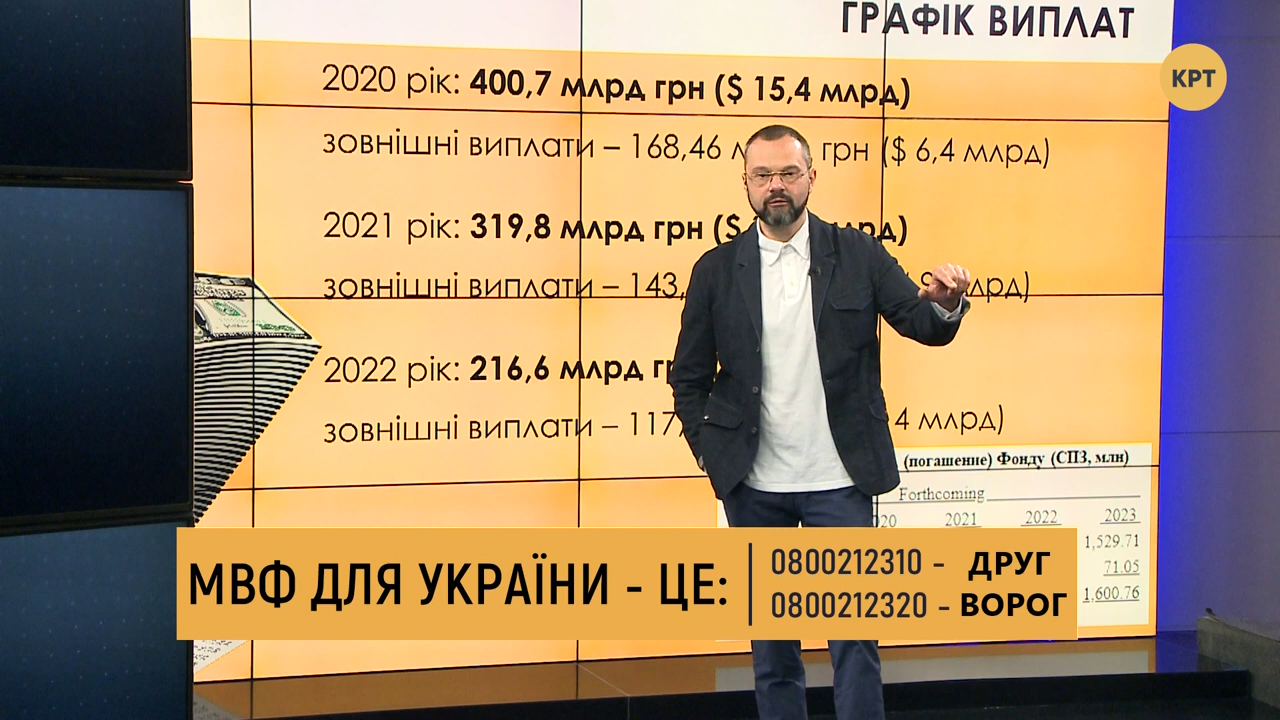 ГРАФІК ВИПЛАТ
КРТ
2020 рік: 400,7 млрд грн ($ 15,4 млрд)
зовнішні виплати – 168,46 грн ($ 6,4 млрд)
2021 рік: 319,8 млрд грн ($ млрд)
зовнішні виплати – 143, млрд)
2022 рік: 216,6 млрд
зовнішні виплати – 117, 4 млрд)
(погашение) Фонду (СПЗ, млн)
Forthcoming
2021 2022 2023
1,529.71
71.05
1,600.76
МВФ ДЛЯ УКРАЇНИ - ЦЕ:
0800212310 - ДРУГ
0800212320 - ВОРОГ